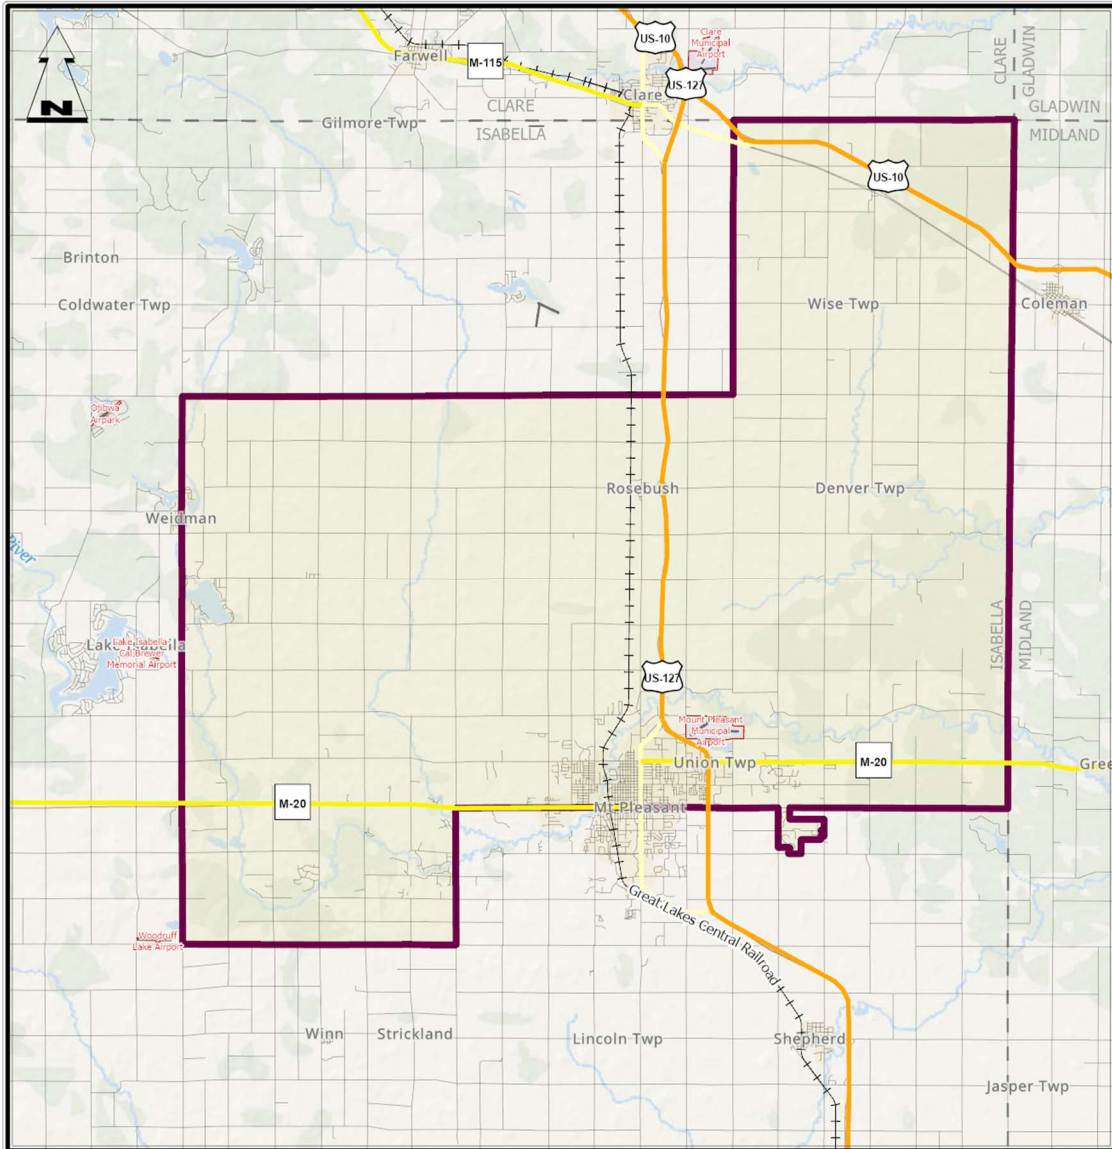 US-10
Clare
Municipal
Airport
CLARE
GLADWIN
Farwell
M-115
US-127
Clare
CLARE
ISABELLA
GLADWIN
MIDLAND
N
Gilmore Twp
US-10
Brinton
Coldwater Twp
Wise Twp
Coleman
Ojibwa
Airpark
Rosebush
Denver Twp
Weidman
River
ISABELLA
MIDLAND
Lake Isabella
Lake Isabella
Cal Brewer
Memorial Airport
US-127
Mount Pleasant
Municipal
Airport
Union Twp
M-20
Gree
M-20
Mt Pleasant
Great Lakes Central Railroad
Woodruff
Lake Airport
Winn
Strickland
Lincoln Twp
Shepherd
Jasper Twp